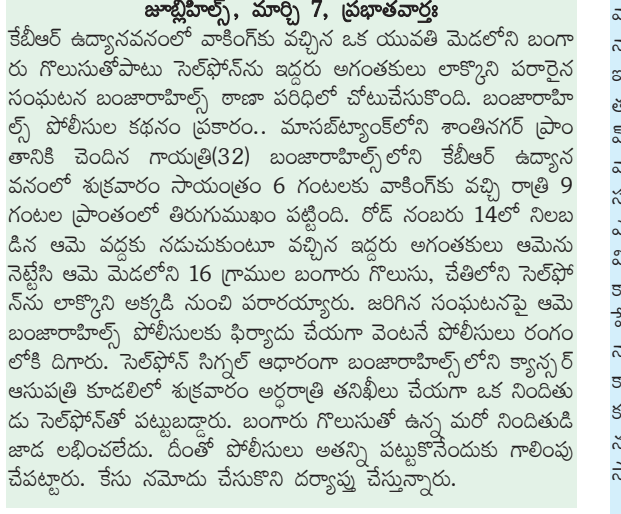 జూబ్లీహిల్స్, మార్చి 7, ప్రభాతవార్తః
కేబీఆర్ ఉద్యానవనంలో వాకింగ్‌కు వచ్చిన ఒక యువతి మెడలోని బంగా
రు గొలుసుతోపాటు సెల్‌ఫోన్‌ను ఇద్దరు అగంతకులు లాక్కొని పరారైన
సంఘటన బంజారాహిల్స్ ఠాణా పరిధిలో చోటుచేసుకొంది. బంజారాహి
ల్స్ పోలీసుల కథనం ప్రకారం.. మాసబ్‌ట్యాంక్‌లోని శాంతినగర్ ప్రాం
తానికి చెందిన గాయత్రి(32) బంజారాహిల్స్‌లోని కేబీఆర్ ఉద్యాన
వనంలో శుక్రవారం సాయంత్రం 6 గంటలకు వాకింగ్‌కు వచ్చి రాత్రి 9
గంటల ప్రాంతంలో తిరుగుముఖం పట్టింది. రోడ్ నంబరు 14లో నిలబ
డిన ఆమె వద్దకు నడుచుకుంటూ వచ్చిన ఇద్దరు అగంతకులు ఆమెను
నెట్టేసి ఆమె మెడలోని 16 గ్రాముల బంగారు గొలుసు, చేతిలోని సెల్‌ఫో
న్‌ను లాక్కొని అక్కడి నుంచి పరారయ్యారు. జరిగిన సంఘటనపై ఆమె
బంజారాహిల్స్ పోలీసులకు ఫిర్యాదు చేయగా వెంటనే పోలీసులు రంగం
లోకి దిగారు. సెల్‌ఫోన్ సిగ్నల్ ఆధారంగా బంజారాహిల్స్‌లోని క్యాన్సర్
ఆసుపత్రి కూడలిలో శుక్రవారం అర్ధరాత్రి తనిఖీలు చేయగా ఒక నిందితు
డు సెల్‌ఫోన్‌తో పట్టుబడ్డారు. బంగారు గొలుసుతో ఉన్న మరో నిందితుడి
జాడ లభించలేదు. దీంతో పోలీసులు అతన్ని పట్టుకొనేందుకు గాలింపు
చేపట్టారు. కేసు నమోదు చేసుకొని దర్యాప్తు చేస్తున్నారు.